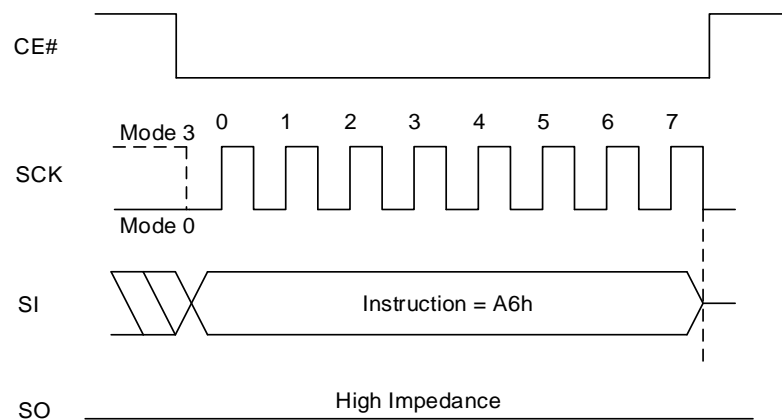 CE#
0 1 2 3 4 5 6 7
Mode 3
SCK
Mode 0
SI
Instruction = A6h
High Impedance
SO